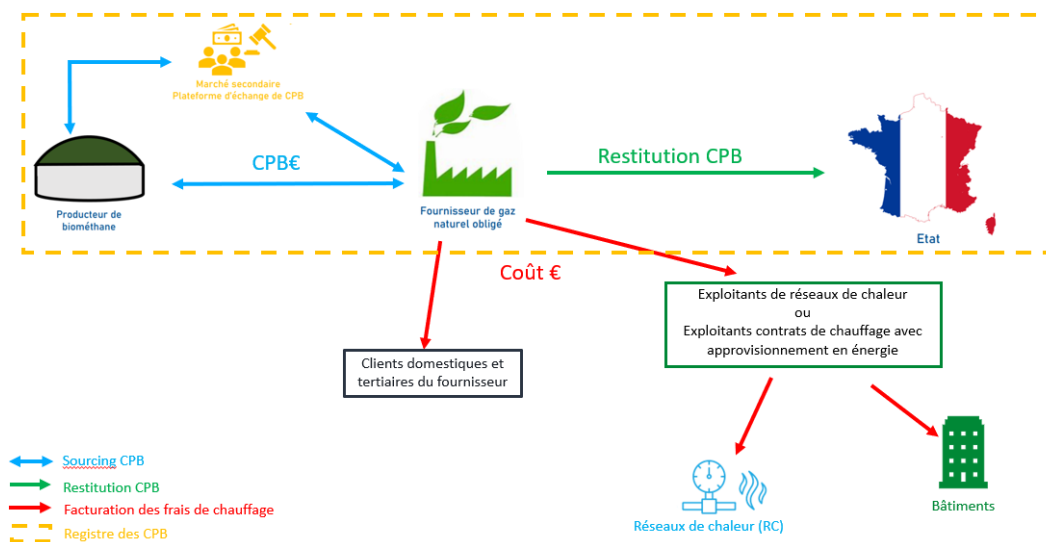 Marché secondaire
Plateforme d'échange de CPB
CPB€
Restitution CPB
Producteur de
biométhane
Fournisseur de gaz
naturel obligé
Etat
Coût €
Exploitants de réseaux de chaleur
ou
Exploitants contrats de chauffage avec
approvisionnement en énergie
Clients domestiques et
tertiaires du fournisseur
Sourcing CPB
Restitution CPB
Facturation des frais de chauffage
Registre des CPB
Réseaux de chaleur (RC)
Bâtiments